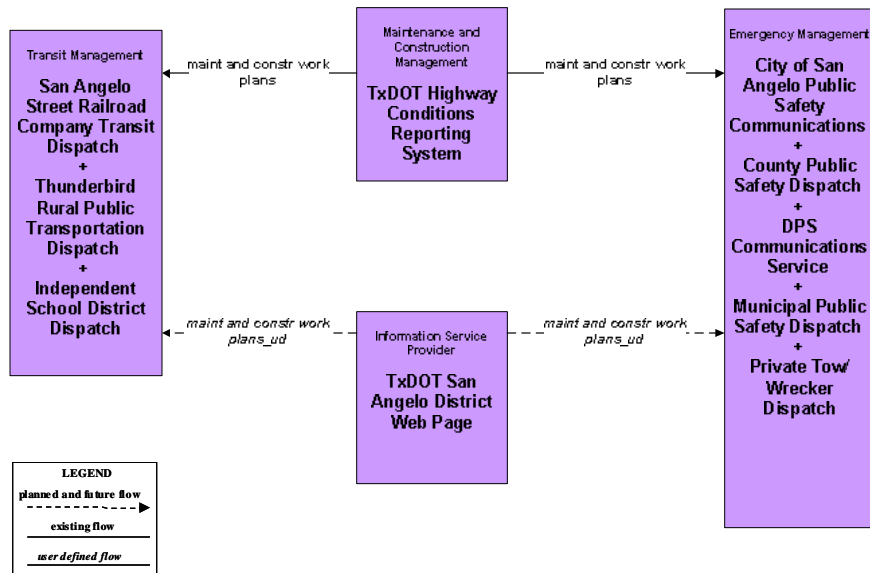 Transit Management
San Angelo
Street Railroad
Company Transit
Dispatch
+
Thunderbird
Rural Public
Transportation
Dispatch
+
Independent
School District
Dispatch
maint and constr work
plans
Maintenance and
Construction
Management
TxDOT Highway
Conditions
Reporting
System
maint and constr work
plans
Emergency Management
City of San
Angelo Public
Safety
Communications
+
County Public
Safety Dispatch
+
DPS
Communications
Service
+
Municipal Public
Safety Dispatch
+
Private Tow/
Wrecker
Dispatch
maint and constr work
plans_ud
Information Service
Provider
TxDOT San
Angelo District
Web Page
maint and constr work
plans_ud
LEGEND
planned and future flow
existing flow
user defined flow